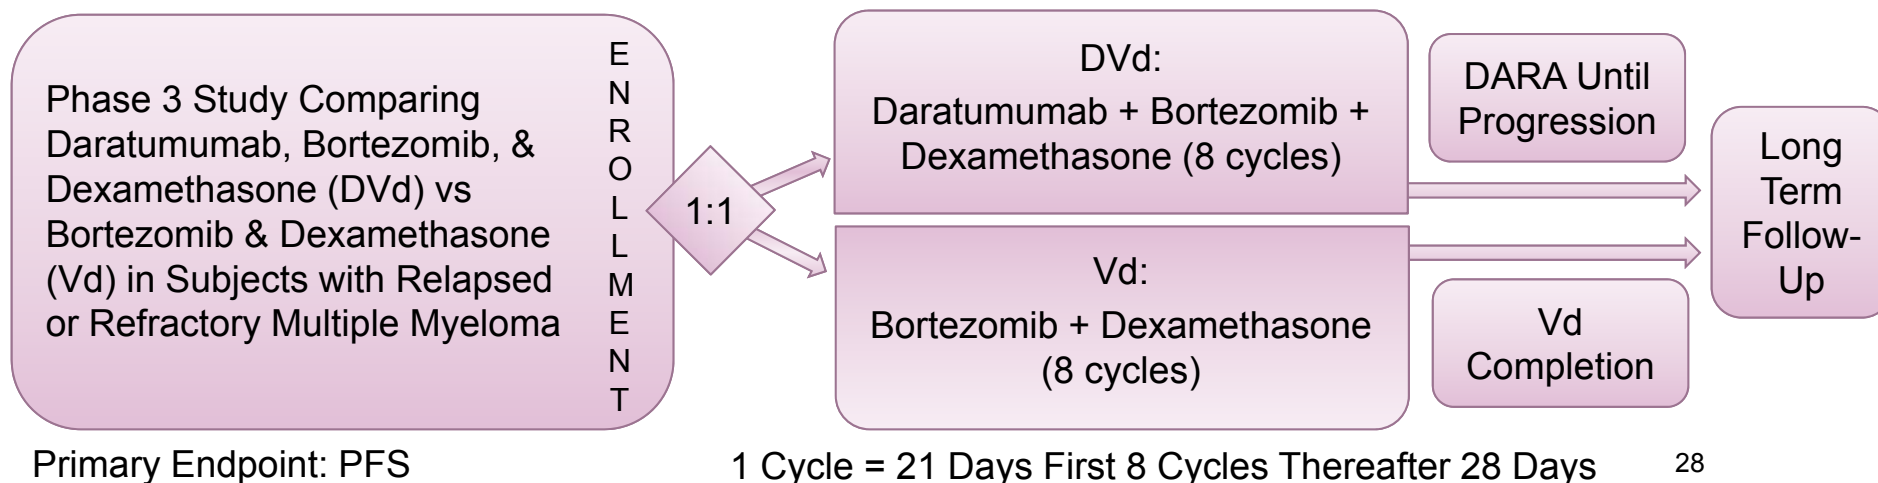 Phase 3 Study Comparing
Daratumumab, Bortezomib, &
Dexamethasone (DVd) vs
Bortezomib & Dexamethasone
(Vd) in Subjects with Relapsed
or Refractory Multiple Myeloma
ENROLLMENT
1:1
DVd:
Daratumumab + Bortezomib +
Dexamethasone (8 cycles)
DARA Until
Progression
Vd:
Bortezomib + Dexamethasone
(8 cycles)
Vd
Completion
Long
Term
Follow-
Up
Primary Endpoint: PFS
1 Cycle = 21 Days First 8 Cycles Thereafter 28 Days
28